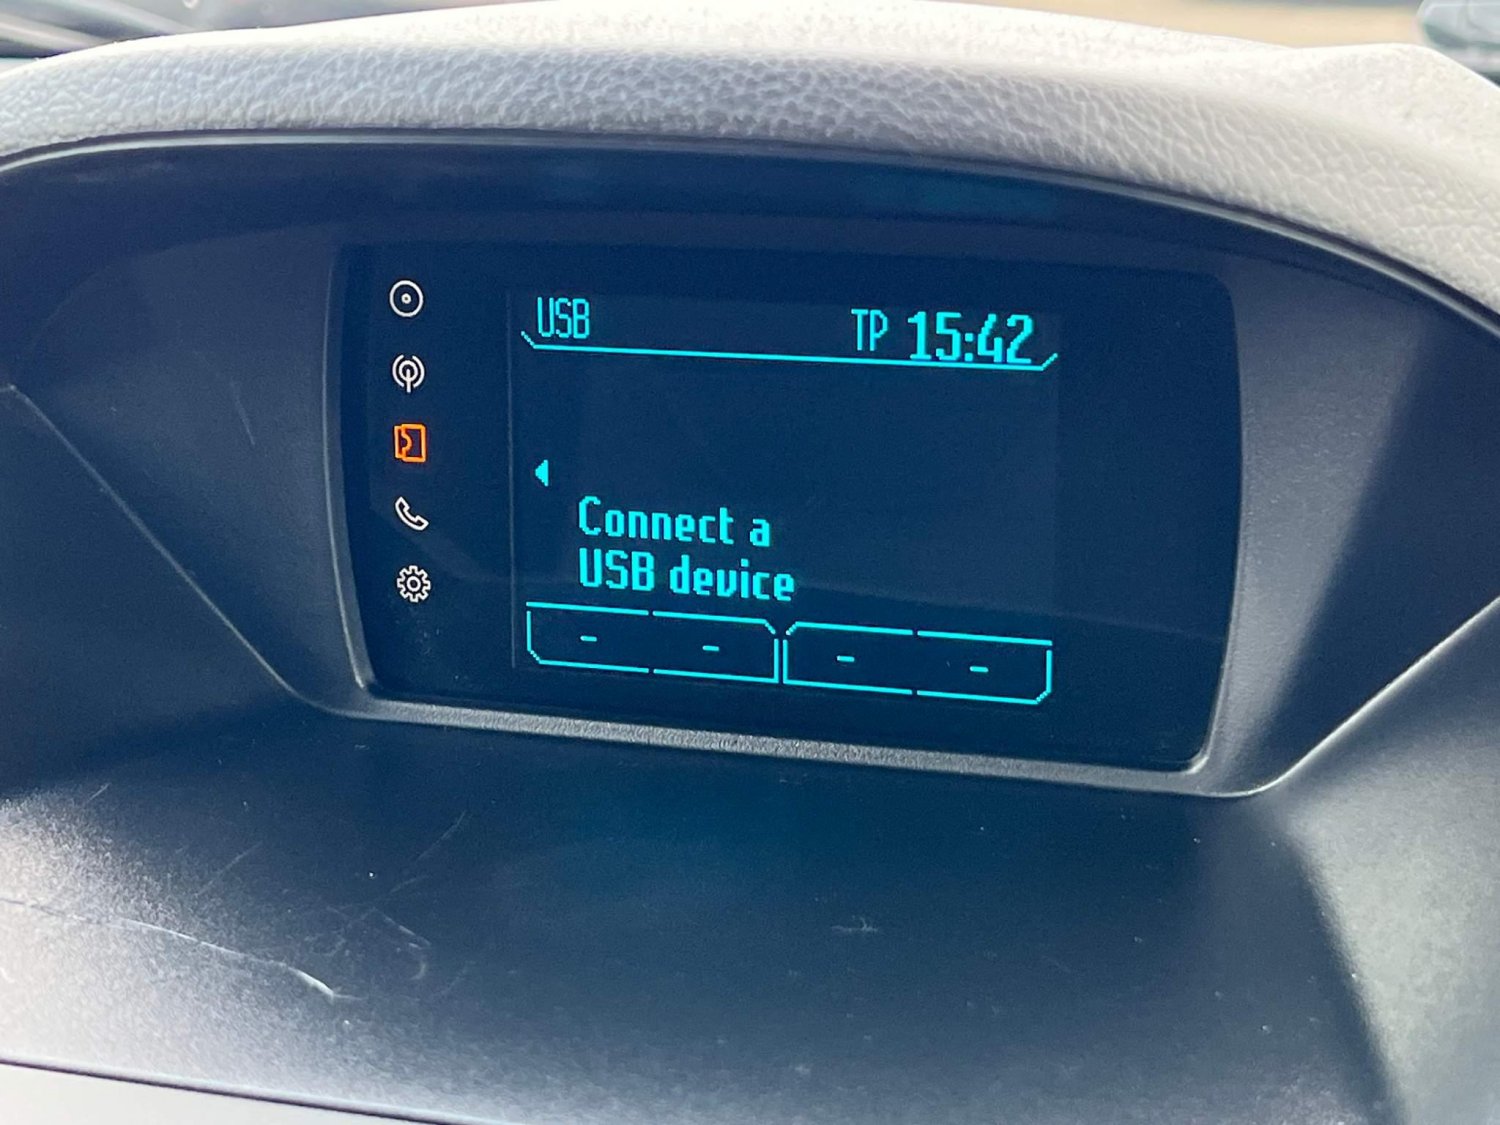 USB TP 15:42
Connect a
USB device
- - - -